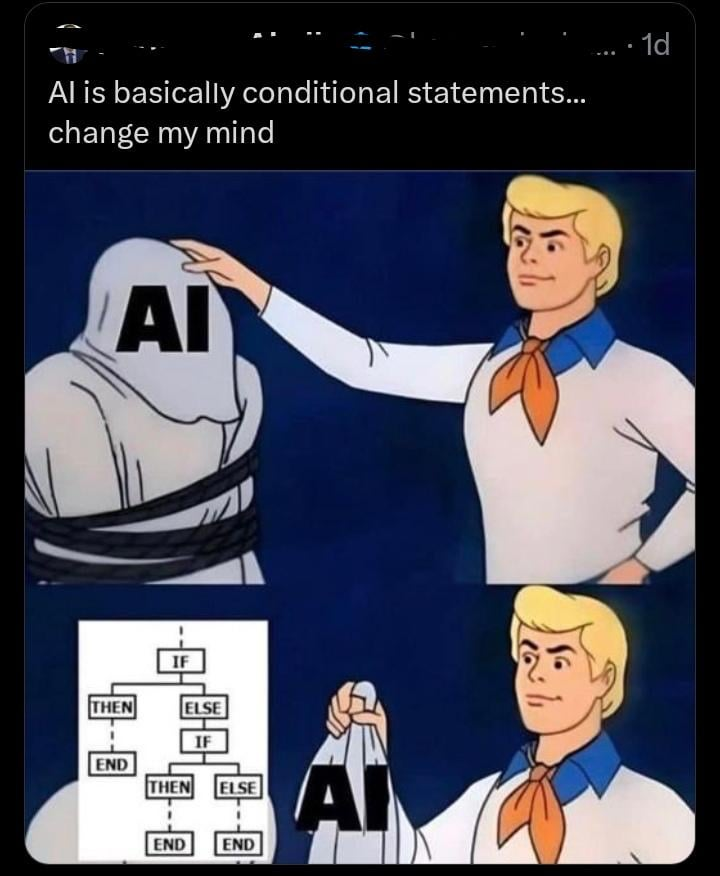 1d
AI is basically conditional statements...
change my mind
AI
IF
THEN ELSE
IF
END
THEN ELSE
END END
AI